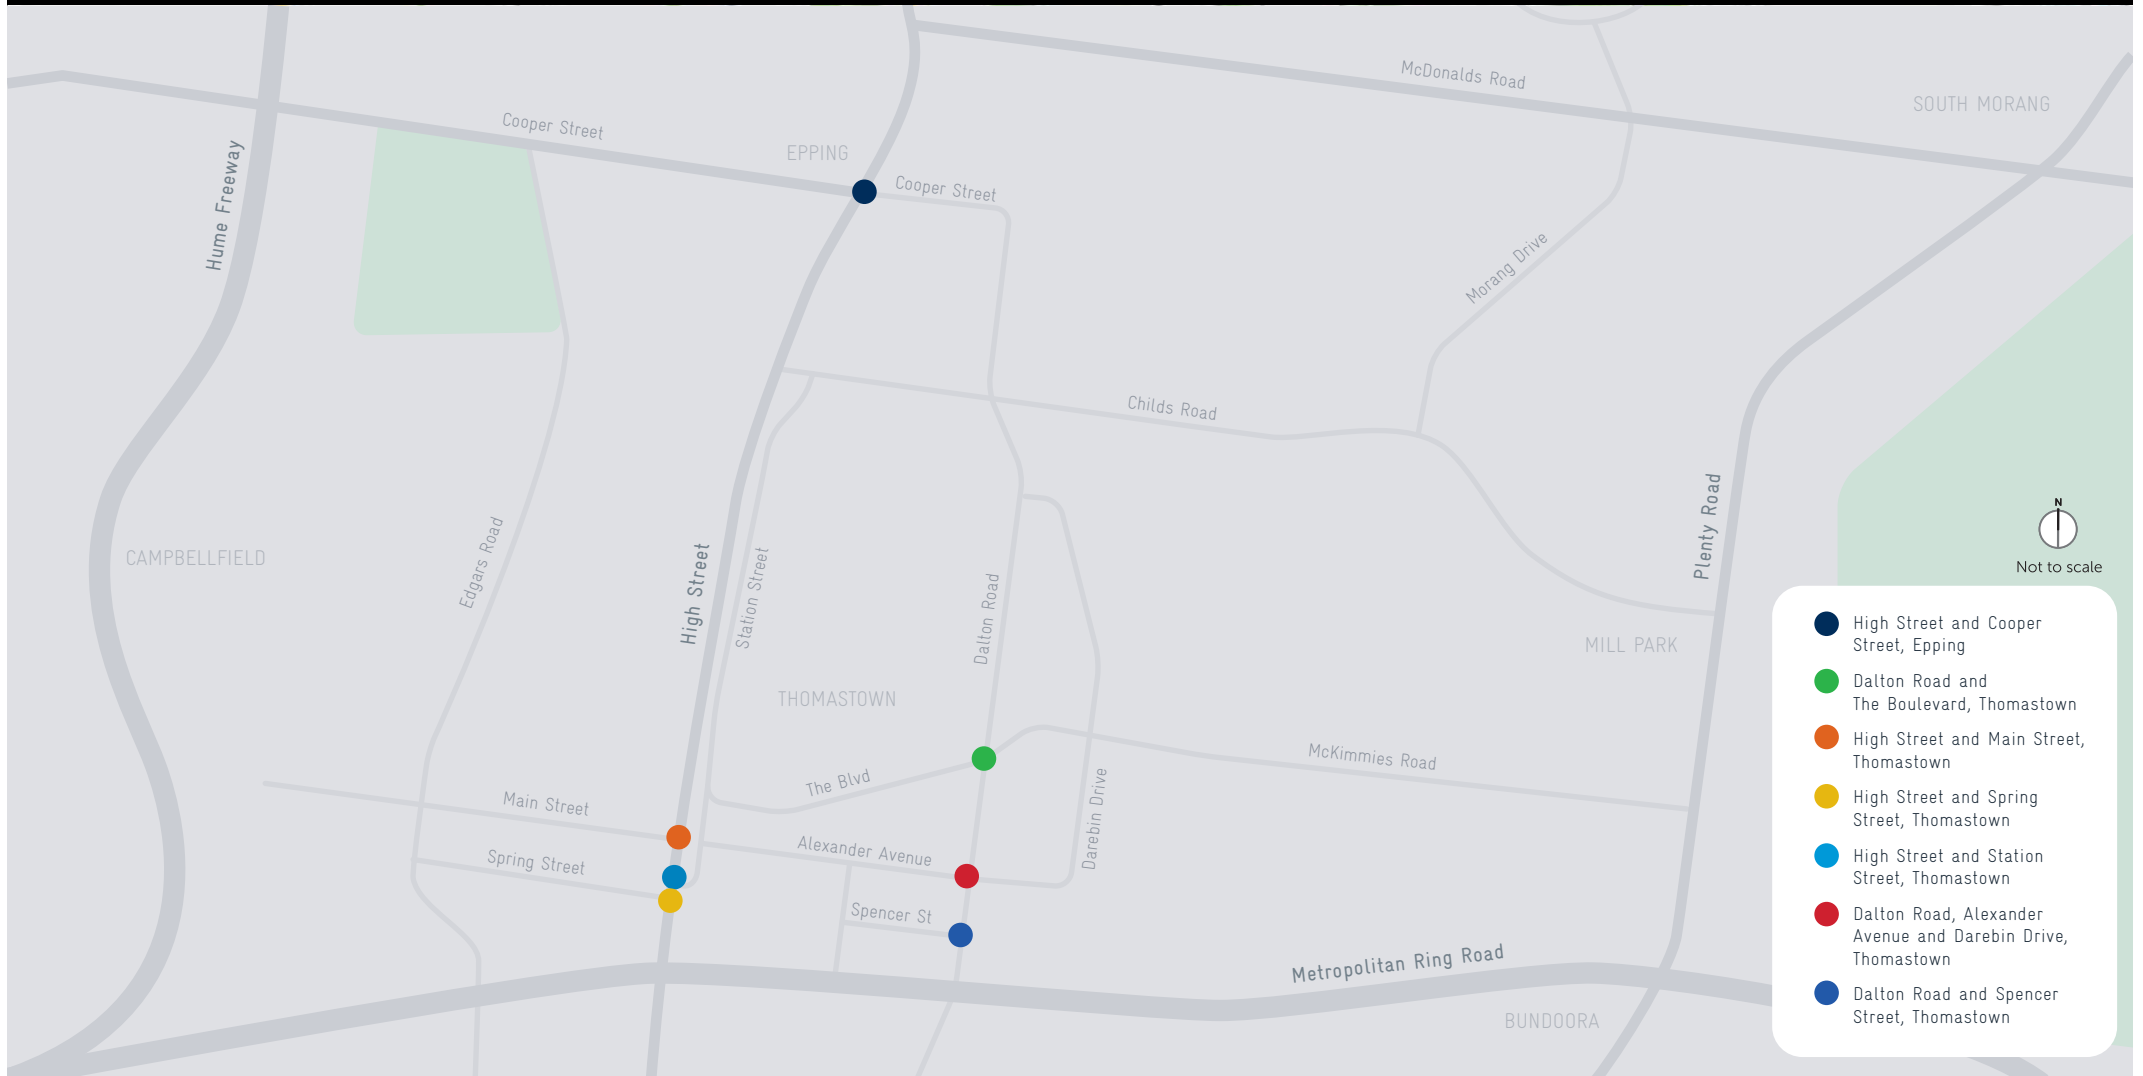 McDonalds Road
SOUTH MORANG
Cooper Street
EPPING
Cooper Street
Hume Freeway
Morang Drive
Childs Road
Plenty Road
N
Not to scale
CAMPBELLFIELD
Edgars Road
High Street
Station Street
Dalton Road
MILL PARK
THOMASTOWN
The Blvd
McKimmies Road
Main Street
Darebin Drive
Alexander Avenue
Spring Street
Spencer St
Metropolitan Ring Road
BUNDOORA
High Street and Cooper
Street, Epping
Dalton Road and
The Boulevard, Thomastown
High Street and Main Street,
Thomastown
High Street and Spring
Street, Thomastown
High Street and Station
Street, Thomastown
Dalton Road, Alexander
Avenue and Darebin Drive,
Thomastown
Dalton Road and Spencer
Street, Thomastown